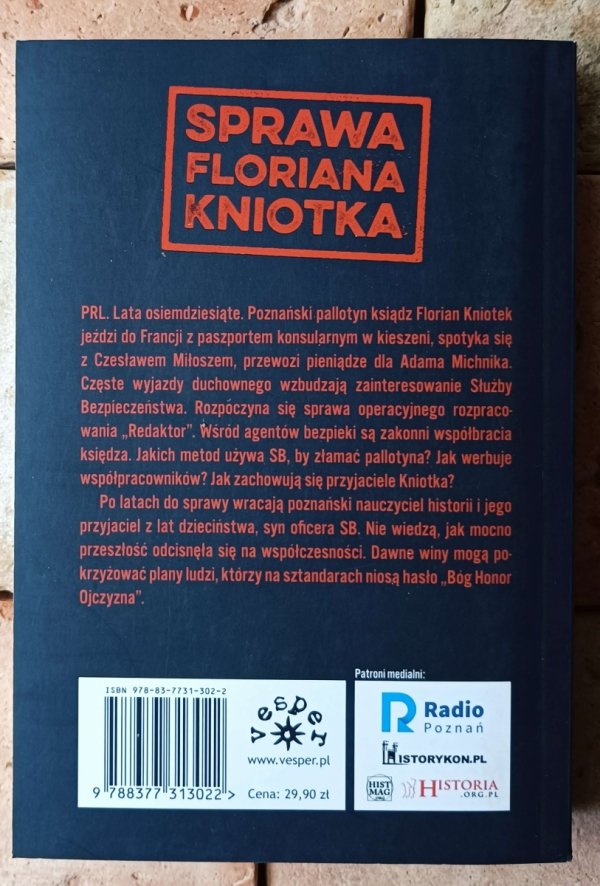 SPRAWA
FLORIANA
KNIOTKA
PRL. Lata osiemdziesiąte. Poznański pallotyn ksiądz Florian Kniotek
jeździ do Francji z paszportem konsularnym w kieszeni, spotyka się
z Czesławem Miłoszem, przewozi pieniądze dla Adama Michnika.
Częste wyjazdy duchownego wzbudzają zainteresowanie Służby
Bezpieczeństwa. Rozpoczyna się sprawa operacyjnego rozpraco-
wania „Redaktor”. Wśród agentów bezpieki są zakonni współbracia
księdza. Jakich metod używa SB, by złamać pallotyna? Jak werbuje
współpracowników? Jak zachowują się przyjaciele Kniotka?
Po latach do sprawy wracają poznański nauczyciel historii i jego
przyjaciel z lat dzieciństwa, syn oficera SB. Nie wiedzą, jak mocno
przeszłość odcisnęła się na współczesności. Dawne winy mogą po-
krzyżować plany ludzi, którzy na sztandarach niosą hasło „Bóg Honor
Ojczyzna”.
ISBN 978-83-7731-302-2
9 788377 313022 >
vesper
www.vesper.pl
Cena: 29,90 zł
Patroni medialni:
Radio
Poznań
HISTORYKON.PL
HIST
MAG
.ORG
HISTORIA
.ORG.PL